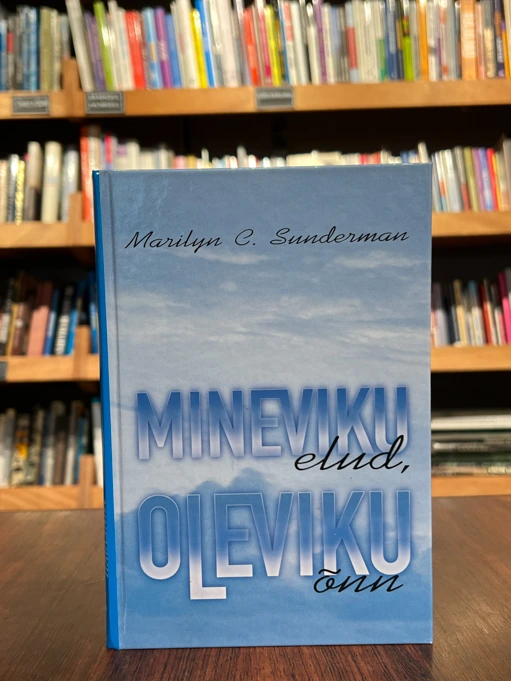 Marilyn C. Sunderman
MINEVIKU
elud,
OLEVIKU
õnn